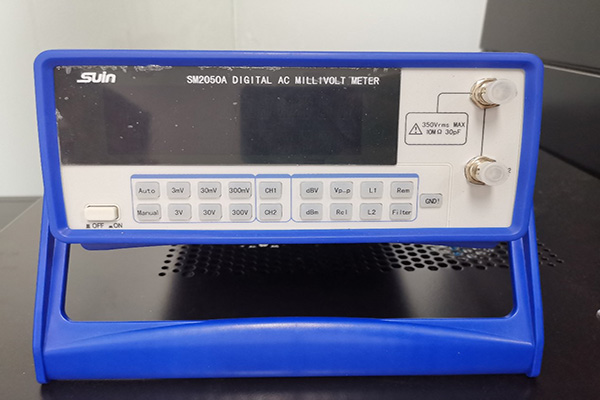 SUIN
SM2050A DIGITAL AC MILLIVOLT METER
350Vrms MAX
10MΩ 30pF
Auto 3mV 30mV 300mV CH1 dBV Vp_p L1 Rem
Manual 3V 30V 300V CH2 dBm Rcl L2 Filter
GND!
OFF ON